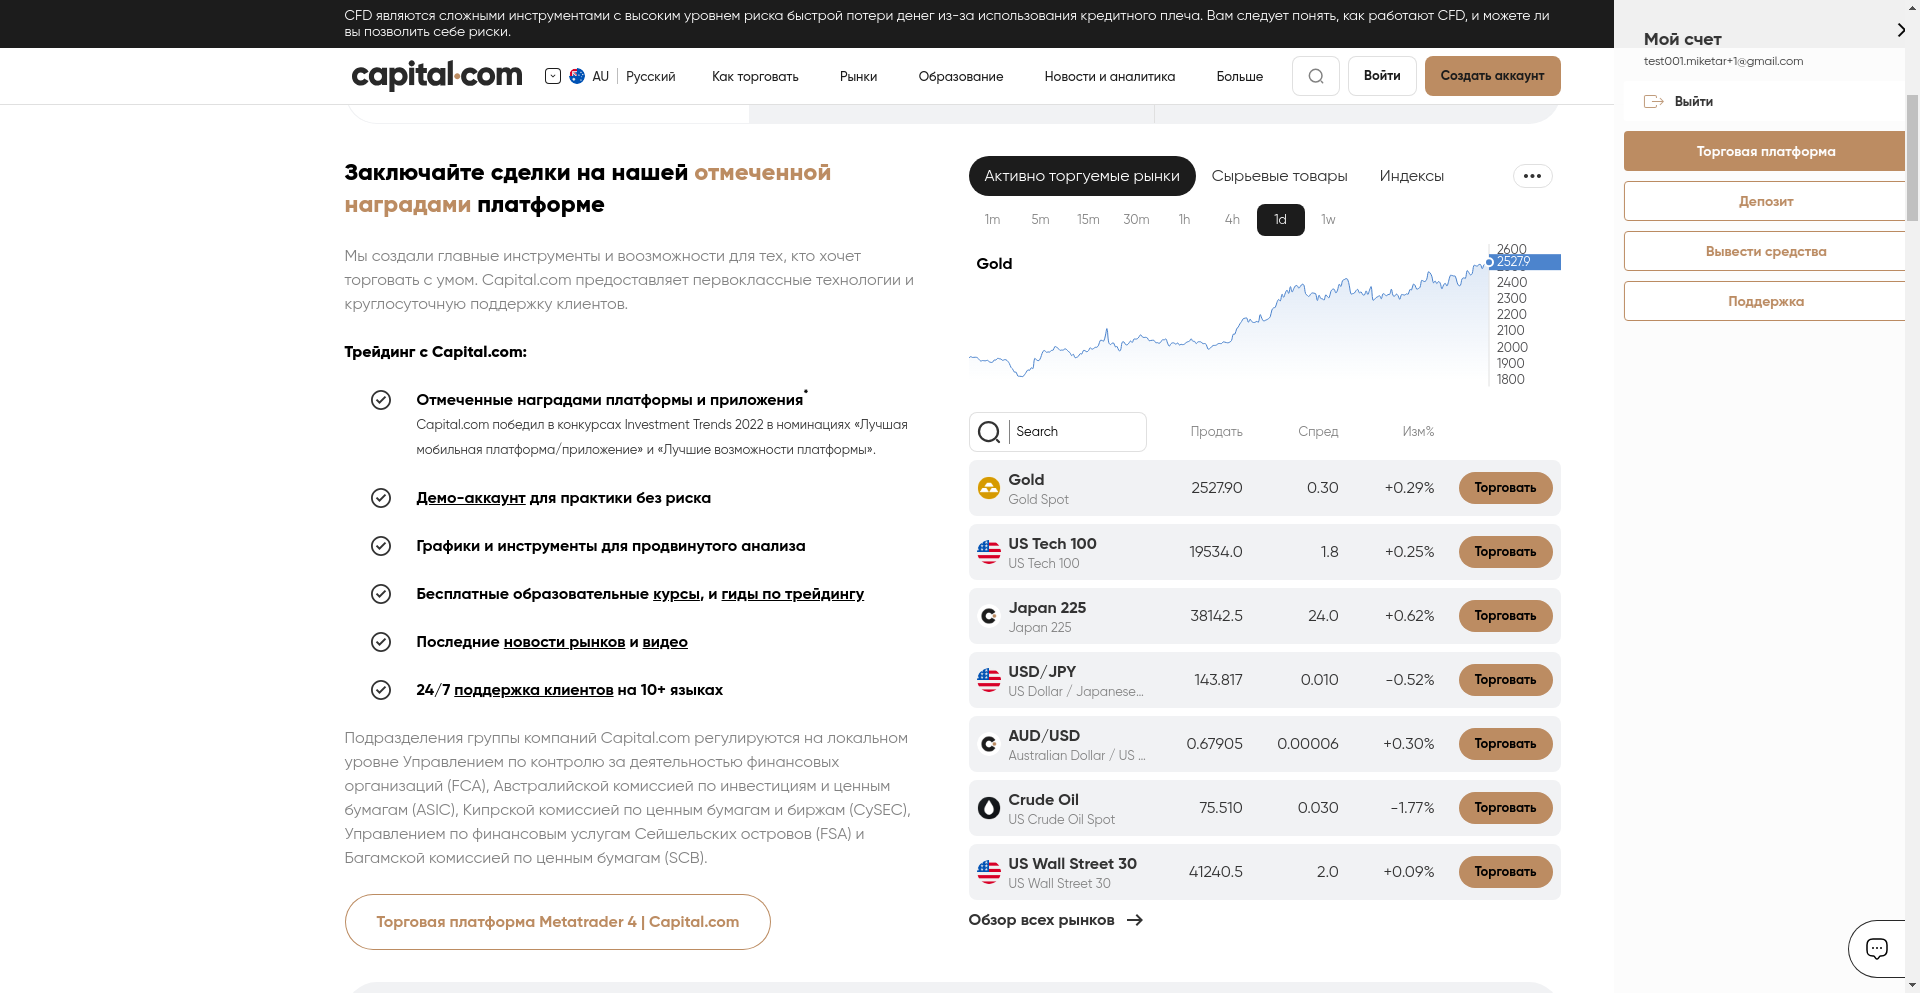 CFD являются сложными инструментами с высоким уровнем риска быстрой потери денег из-за использования кредитного плеча. Вам следует понять, как работают CFD, и можете ли
вы позволить себе риски.
capital.com
AU
Русский
Как торговать
Рынки
Образование
Новости и аналитика
Больше
Войти
Создать аккаунт
Мой счет
test001.miketar+1@gmail.com
Выйти
Торговая платформа
Депозит
Вывести средства
Поддержка
Заключайте сделки на нашей отмеченной
наградами платформе
Мы создали главные инструменты и воозможности для тех, кто хочет
торговать с умом. Capital.com предоставляет первоклассные технологии и
круглосуточную поддержку клиентов.
Трейдинг с Capital.com:
Отмеченные наградами платформы и приложения*
Capital.com победил в конкурсах Investment Trends 2022 в номинациях «Лучшая
мобильная платформа/приложение» и «Лучшие возможности платформы».
Демо-аккаунт для практики без риска
Графики и инструменты для продвинутого анализа
Бесплатные образовательные курсы, и гиды по трейдингу
Последние новости рынков и видео
24/7 поддержка клиентов на 10+ языках
Подразделения группы компаний Capital.com регулируются на локальном
уровне Управлением по контролю за деятельностью финансовых
организаций (FCA), Австралийской комиссией по инвестициям и ценным
бумагам (ASIC), Кипрской комиссией по ценным бумагам и биржам (CySEC),
Управлением по финансовым услугам Сейшельских островов (FSA) и
Багамской комиссией по ценным бумагам (SCB).
Торговая платформа Metatrader 4 | Capital.com
Активно торгуемые рынки
Сырьевые товары
Индексы
1m 5m 15m 30m 1h 4h 1d 1w
Gold
2600
2527.9
2400
2300
2200
2100
2000
1900
1800
Search
Продать
Спред
Изм%
Gold
Gold Spot
2527.90
0.30
+0.29%
Торговать
US Tech 100
US Tech 100
19534.0
1.8
+0.25%
Торговать
Japan 225
Japan 225
38142.5
24.0
+0.62%
Торговать
USD/JPY
US Dollar / Japanese...
143.817
0.010
-0.52%
Торговать
AUD/USD
Australian Dollar / US ...
0.67905
0.00006
+0.30%
Торговать
Crude Oil
US Crude Oil Spot
75.510
0.030
-1.77%
Торговать
US Wall Street 30
US Wall Street 30
41240.5
2.0
+0.09%
Торговать
Обзор всех рынков